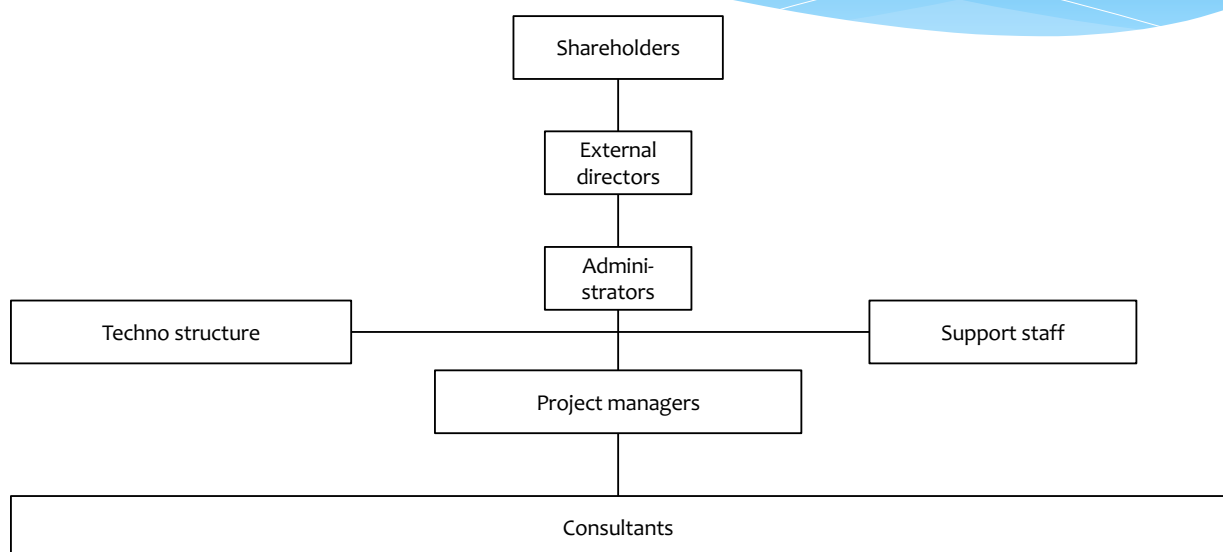 Shareholders
External
directors
Admini-
strators
Techno structure
Support staff
Project managers
Consultants